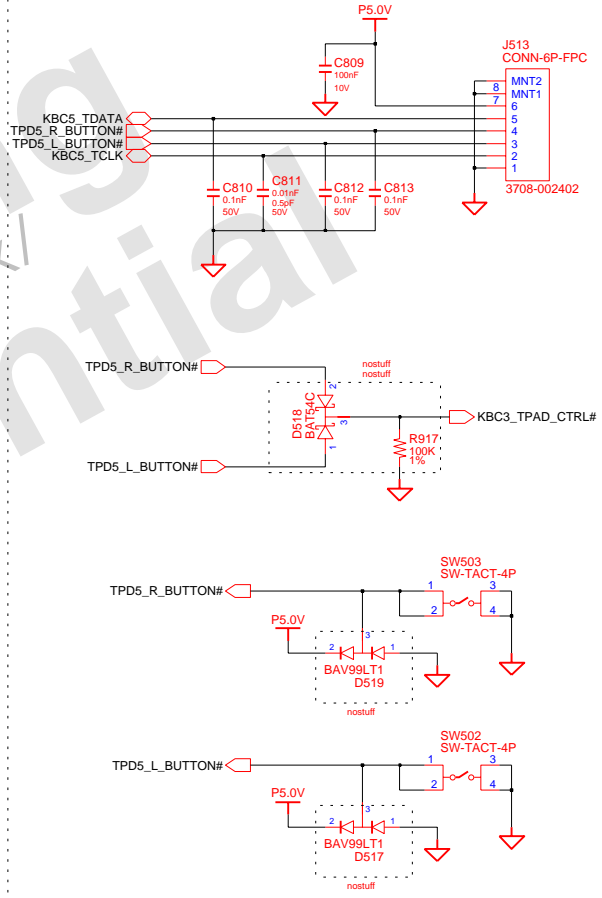 P5.0V
J513
CONN-6P-FPC
C809
100nF
10V
MNT2
8
MNT1
7
6
KBC5_TDATA
5
TPD5_R_BUTTON#
4
TPD5_L_BUTTON#
3
KBC5_TCLK
2
1
C810
0.1nF
50V
C811
0.01nF
0.5pF
50V
C812
0.1nF
50V
C813
0.1nF
50V
3708-002402
ntial
TPD5_R_BUTTON#
nostuff
nostuff
2
D518
BAT54C
3
KBC3_TPAD_CTRL#
R917
100K
1%
1
TPD5_L_BUTTON#
SW503
SW-TACT-4P
TPD5_R_BUTTON#
1
3
2
4
P5.0V
3
2
1
BAV99LT1
D519
nostuff
SW502
SW-TACT-4P
TPD5_L_BUTTON#
1
3
2
4
P5.0V
3
2
1
BAV99LT1
D517
nostuff